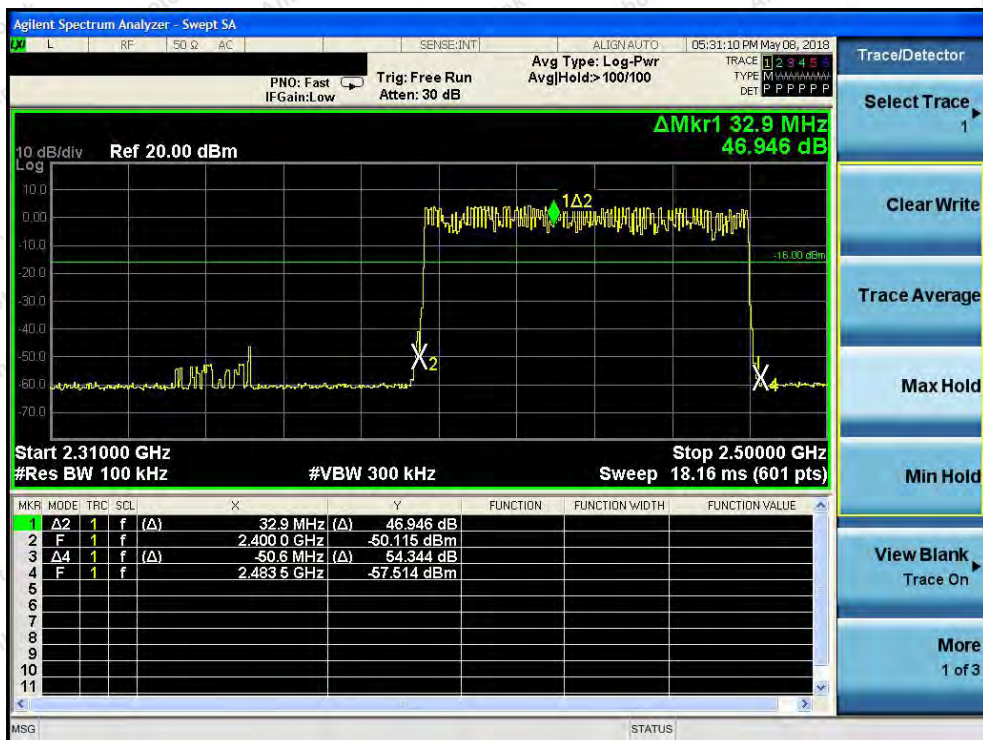 Agilent Spectrum Analyzer - Swept SA
LXI L RF 50 Ω AC SENSE:INT ALIGN AUTO 05:31:10 PM May 08, 2018
PNO: Fast
IFGain:Low
Trig: Free Run
Atten: 30 dB
Avg Type: Log-Pwr
Avg|Hold:>100/100
TRACE 1 2 3 4 5 6
TYPE M
DET P P P P P P
ΔMkr1 32.9 MHz
46.946 dB
10 dB/div Ref 20.00 dBm
Log
10.0
0.00
-10.0
-20.0
-30.0
-40.0
-50.0
-60.0
-70.0
1Δ2
-16.00 dBm
2
4
Start 2.31000 GHz Stop 2.50000 GHz
#Res BW 100 kHz #VBW 300 kHz Sweep 18.16 ms (601 pts)
MKR MODE TRC SCL X Y FUNCTION FUNCTION WIDTH FUNCTION VALUE
1 Δ2 1 f (Δ) 32.9 MHz (Δ) 46.946 dB
2 F 1 f 2.400 0 GHz -50.115 dBm
3 Δ4 1 f (Δ) -50.6 MHz (Δ) 54.344 dB
4 F 1 f 2.483 5 GHz -57.514 dBm
5
6
7
8
9
10
11
MSG STATUS
Trace/Detector
Select Trace
1
Clear Write
Trace Average
Max Hold
Min Hold
View Blank
Trace On
More
1 of 3